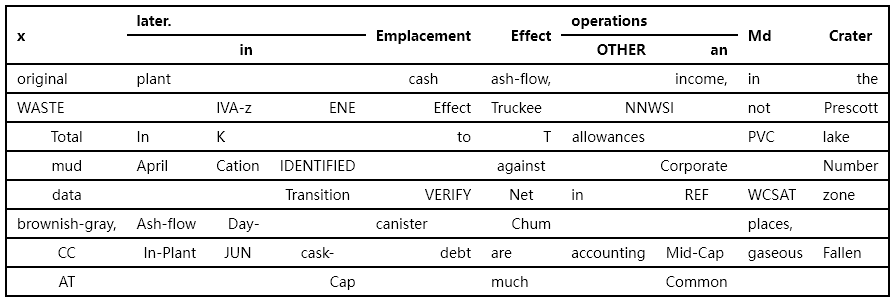 later. operations
x Emplacement Effect Md Crater
in OTHER an
original plant cash ash-flow, income, in the
WASTE IVA-z ENE Effect Truckee NNWSI not Prescott
Total In K to T allowances PVC lake
mud April Cation IDENTIFIED against Corporate Number
data Transition VERIFY Net in REF WCSAT zone
brownish-gray, Ash-flow Day- canister Chum places,
CC In-Plant JUN cask- debt are accounting Mid-Cap gaseous Fallen
AT Cap much Common